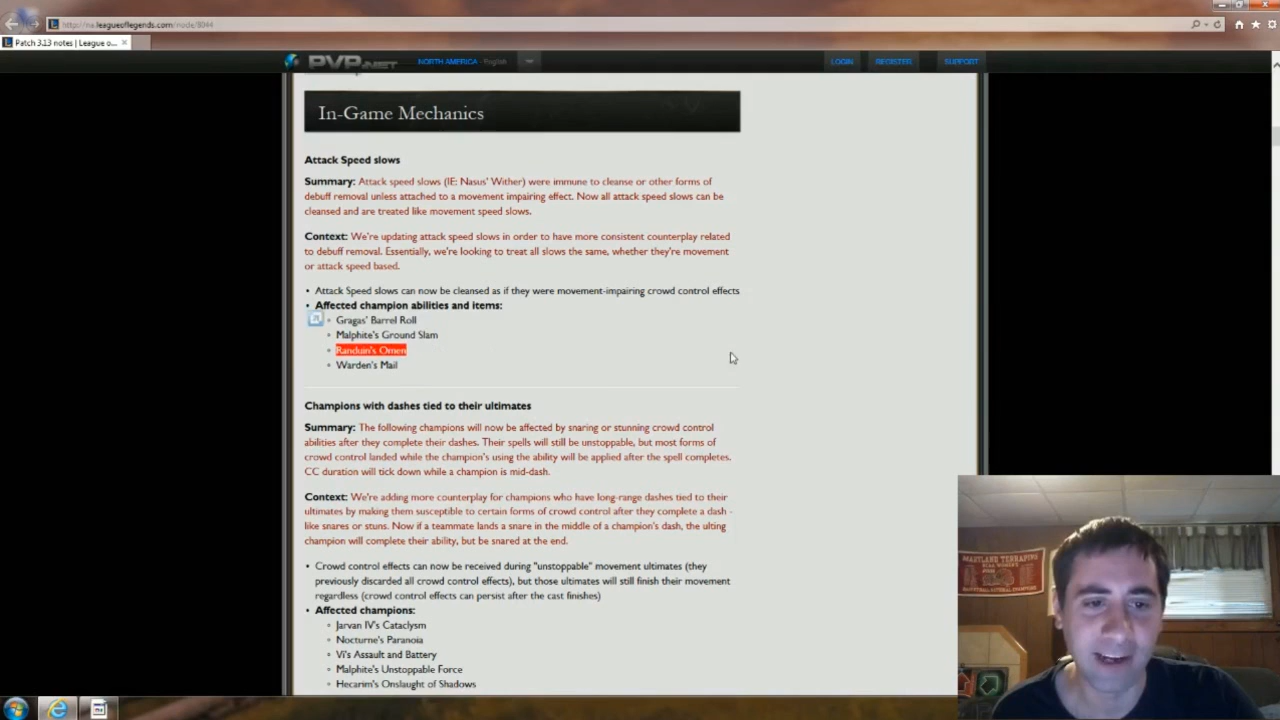 http://na.leagueoflegends.com/node/8044
Patch 3.13 notes | League o...
PVP.NET NORTH AMERICA - English LOGIN REGISTER SUPPORT
In-Game Mechanics
Attack Speed slows
Summary: Attack speed slows (IE: Nasus' Wither) were immune to cleanse or other forms of
debuff removal unless attached to a movement impairing effect. Now all attack speed slows can be
cleansed and are treated like movement speed slows.
Context: We're updating attack speed slows in order to have more consistent counterplay related
to debuff removal. Essentially, we're looking to treat all slows the same, whether they're movement
or attack speed based.
• Attack Speed slows can now be cleansed as if they were movement-impairing crowd control effects
• Affected champion abilities and items:
Gragas' Barrel Roll
Malphite's Ground Slam
Randuin's Omen
Warden's Mail
Champions with dashes tied to their ultimates
Summary: The following champions will now be affected by snaring or stunning crowd control
abilities after they complete their dashes. Their spells will still be unstoppable, but most forms of
crowd control landed while the champion's using the ability will be applied after the spell completes.
CC duration will tick down while a champion is mid-dash.
Context: We're adding more counterplay for champions who have long-range dashes tied to their
ultimates by making them susceptible to certain forms of crowd control after they complete a dash -
like snares or stuns. Now if a teammate lands a snare in the middle of a champion's dash, the ulting
champion will complete their ability, but be snared at the end.
• Crowd control effects can now be received during "unstoppable" movement ultimates (they
previously discarded all crowd control effects), but those ultimates will still finish their movement
regardless (crowd control effects can persist after the cast finishes)
• Affected champions:
Jarvan IV's Cataclysm
Nocturne's Paranoia
Vi's Assault and Battery
Malphite's Unstoppable Force
Hecarim's Onslaught of Shadows
MARYLAND TERRAPINS